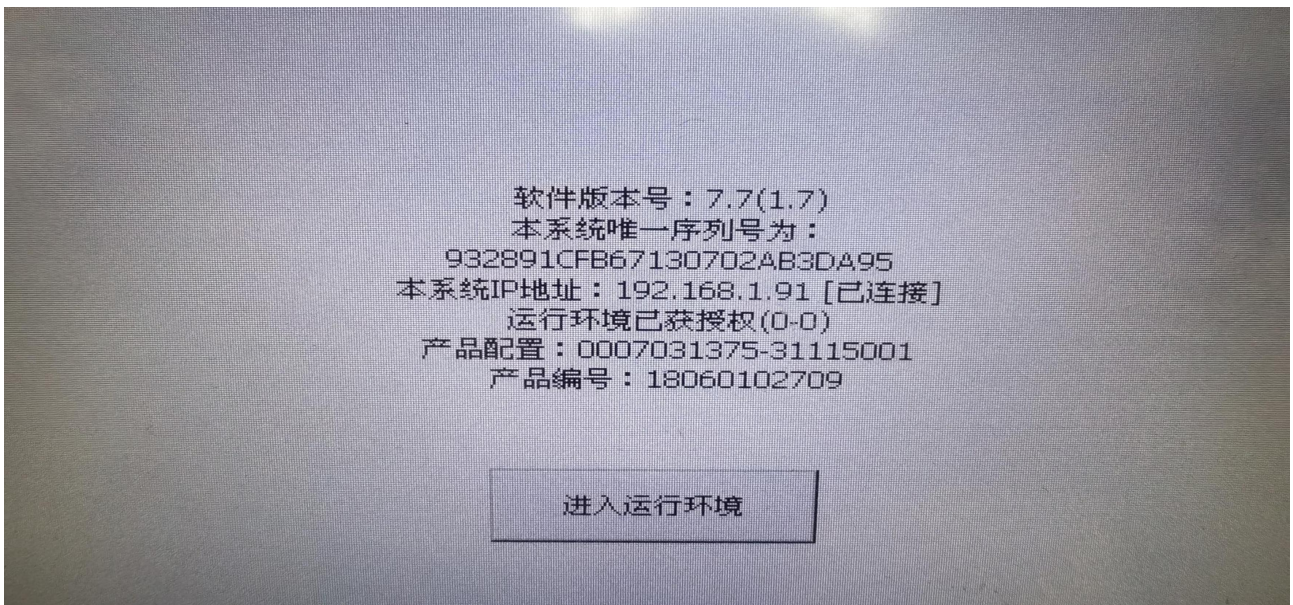 软件版本号：7.7(1.7)
本系统唯一序列号为：
932891CFB67130702AB3DA95
本系统IP地址：192.168.1.91 [已连接]
运行环境已获授权(0-0)
产品配置：0007031375-31115001
产品编号：18060102709
进入运行环境